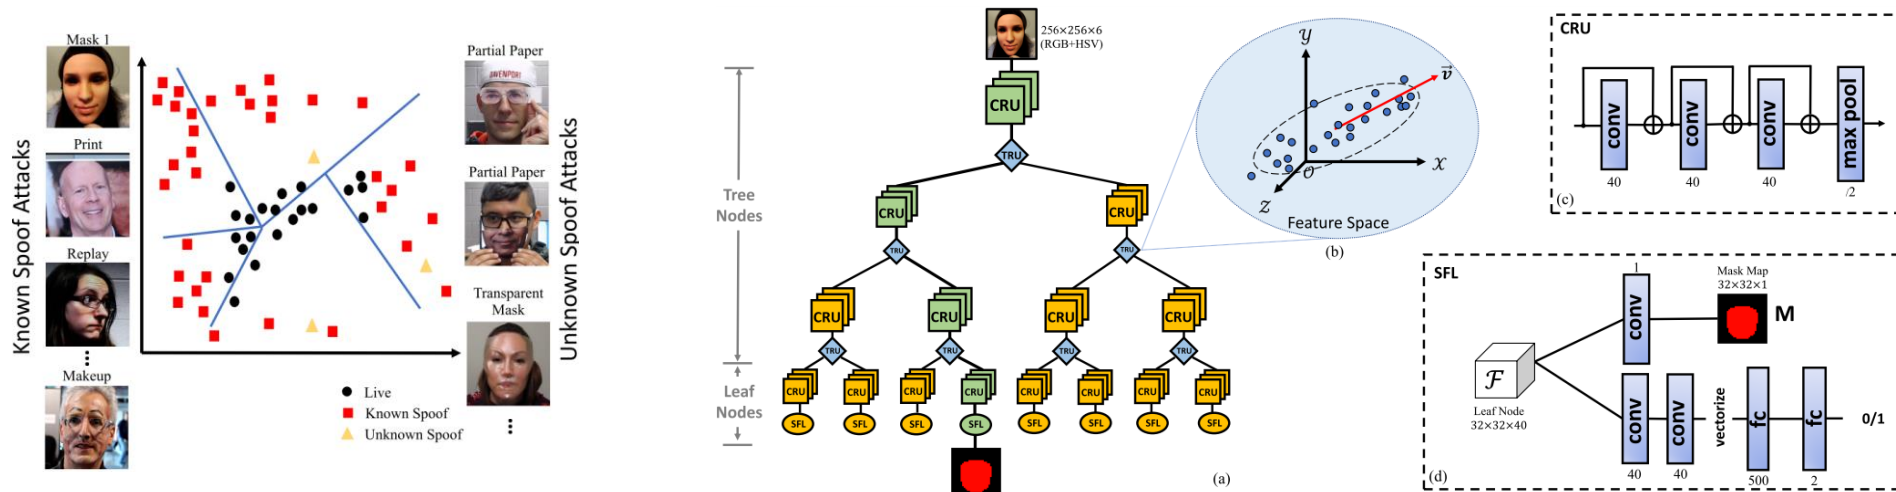 Known Spoof Attacks
Mask 1
Print
Replay
Makeup
Live
Known Spoof
Unknown Spoof
Partial Paper
Partial Paper
Transparent
Mask
Unknown Spoof Attacks
256×256×6
(RGB+HSV)
CRU
TRU
Tree
Nodes
CRU
CRU
TRU
TRU
CRU
CRU
CRU
CRU
TRU
TRU
TRU
TRU
Leaf
Nodes
CRU
CRU
CRU
CRU
CRU
CRU
CRU
CRU
SFL
SFL
SFL
SFL
SFL
SFL
SFL
SFL
(a)
𝒴
v⃗
𝒪
𝒳
𝒵
Feature Space
(b)
CRU
conv
conv
conv
max pool
40
40
40
/2
(c)
SFL
1
conv
Mask Map
32×32×1
M
ℱ
Leaf Node
32×32×40
conv
conv
vectorize
fc
fc
0/1
40
40
500
2
(d)